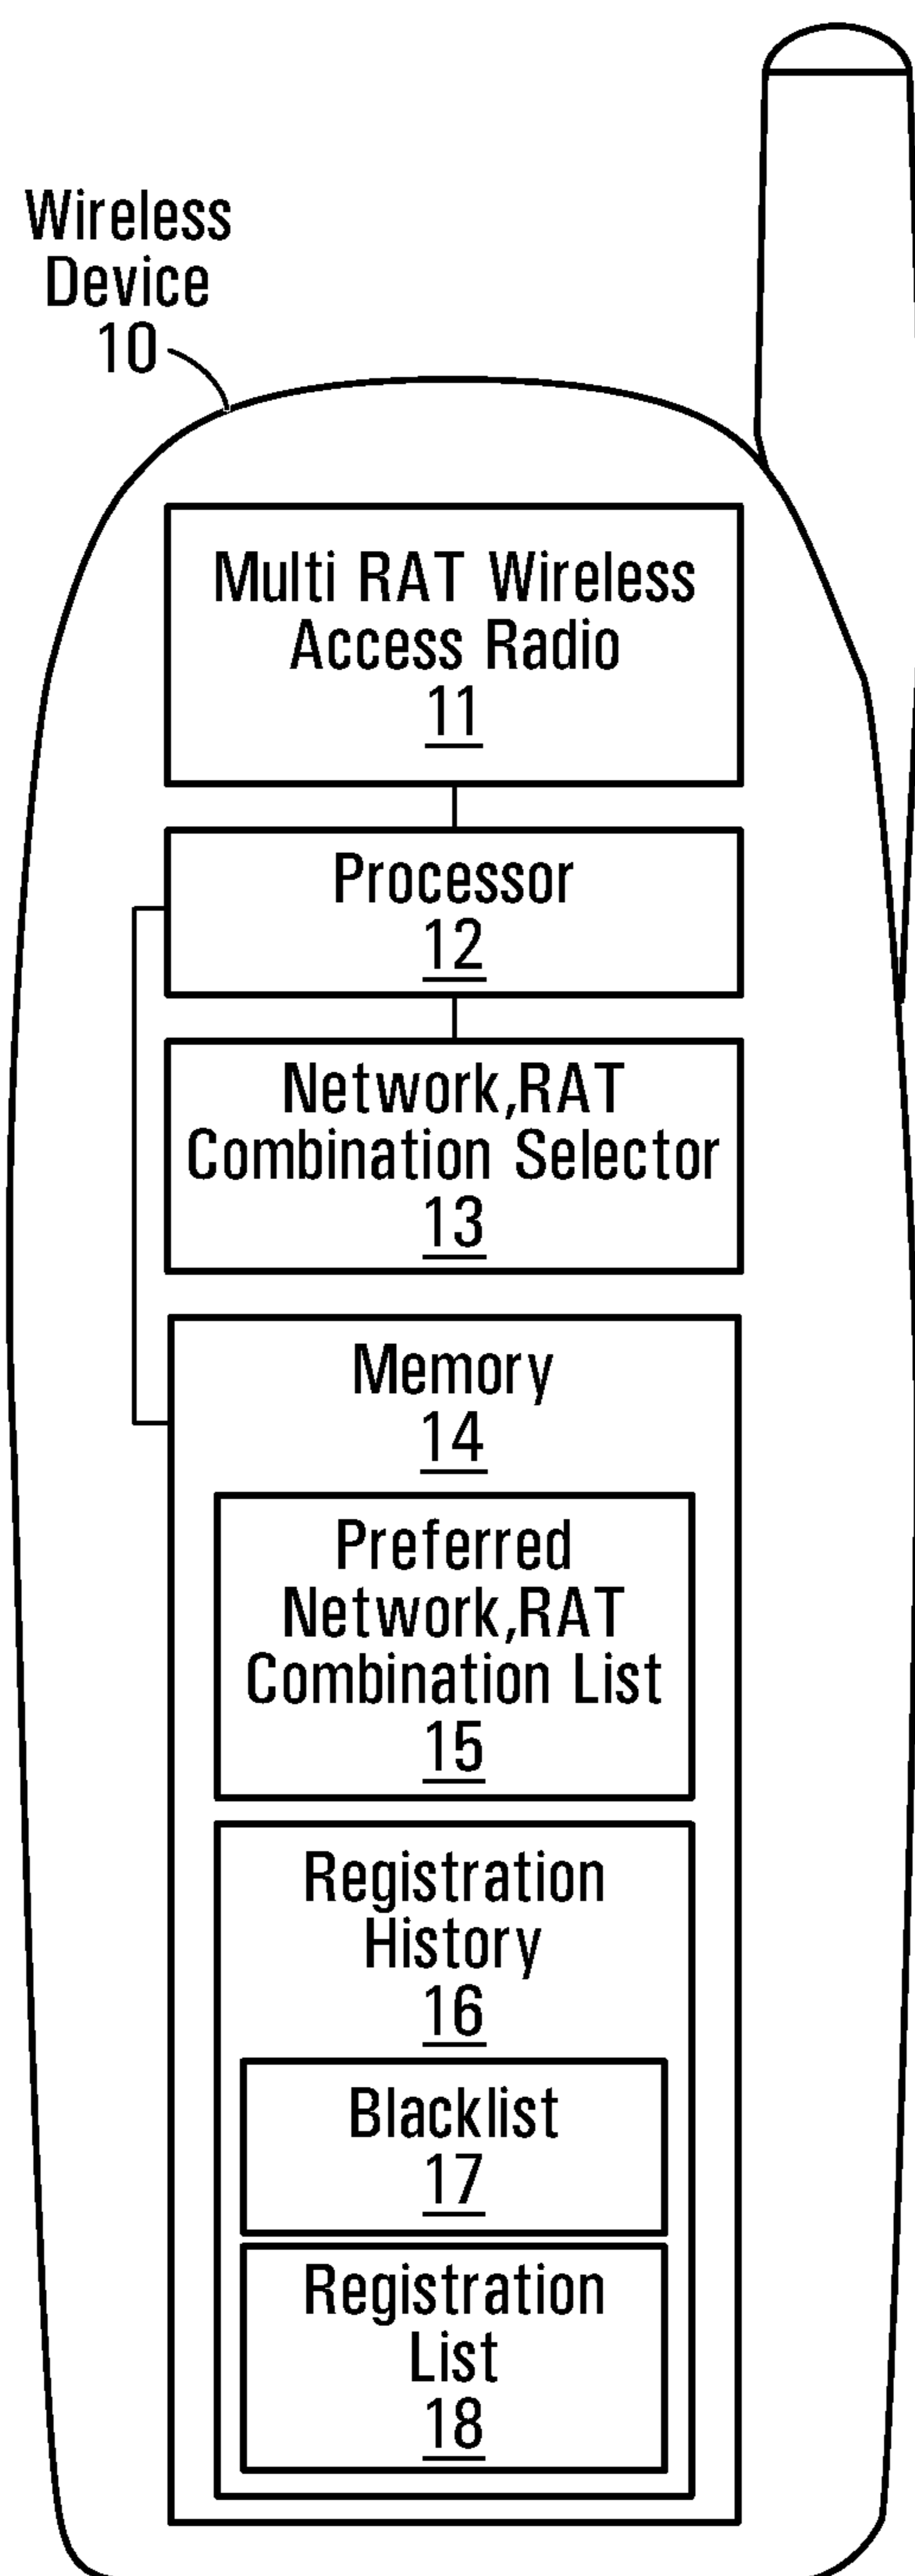 Wireless
Device
10
Multi RAT Wireless
Access Radio
11
Processor
12
Network,RAT
Combination Selector
13
Memory
14
Preferred
Network,RAT
Combination List
15
Registration
History
16
Blacklist
17
Registration
List
18